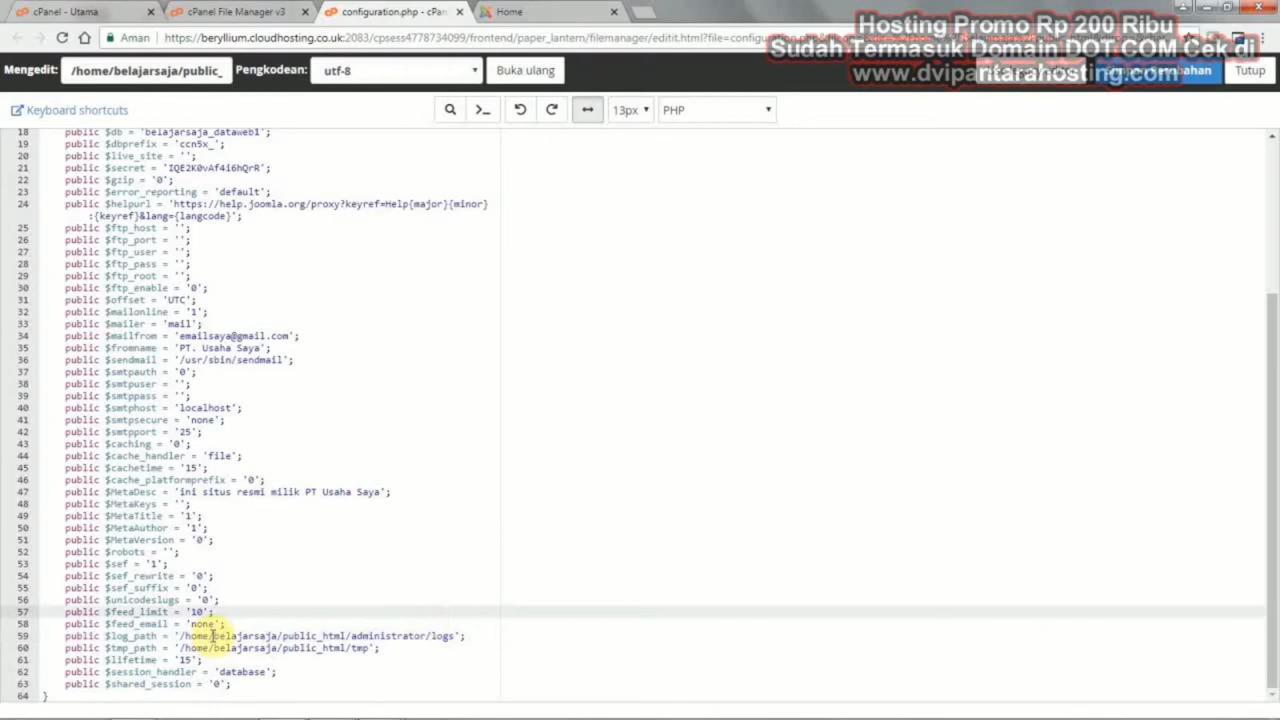 cPanel - Utama
cPanel File Manager v3
configuration.php - cPan
Home
Hosting Promo Rp 200 Ribu
Sudah Termasuk Domain DOT COM Cek di
www.dvipantarahosting.com
Aman
https://beryllium.cloudhosting.co.uk:2083/cpsess4778734099/frontend/paper_lantern/filemanager/editit.html?file=configuration.php
Mengedit:
/home/belajarsaja/public_
Pengkodean:
utf-8
Buka ulang
Tutup
Keyboard shortcuts
13px
PHP
18 public $db = 'belajarsaja_dataweb1';
19 public $dbprefix = 'ccn5x_';
20 public $live_site = '';
21 public $secret = 'IQE2K0vAf4i6hQrR';
22 public $gzip = '0';
23 public $error_reporting = 'default';
24 public $helpurl = 'https://help.joomla.org/proxy?keyref=Help{major}{minor}
:{keyref}&lang={langcode}';
25 public $ftp_host = '';
26 public $ftp_port = '';
27 public $ftp_user = '';
28 public $ftp_pass = '';
29 public $ftp_root = '';
30 public $ftp_enable = '0';
31 public $offset = 'UTC';
32 public $mailonline = '1';
33 public $mailer = 'mail';
34 public $mailfrom = 'emailsaya@gmail.com';
35 public $fromname = 'PT. Usaha Saya';
36 public $sendmail = '/usr/sbin/sendmail';
37 public $smtpauth = '0';
38 public $smtpuser = '';
39 public $smtppass = '';
40 public $smtphost = 'localhost';
41 public $smtpsecure = 'none';
42 public $smtpport = '25';
43 public $caching = '0';
44 public $cache_handler = 'file';
45 public $cachetime = '15';
46 public $cache_platformprefix = '0';
47 public $MetaDesc = 'ini situs resmi milik PT Usaha Saya';
48 public $MetaKeys = '';
49 public $MetaTitle = '1';
50 public $MetaAuthor = '1';
51 public $MetaVersion = '0';
52 public $robots = '';
53 public $sef = '1';
54 public $sef_rewrite = '0';
55 public $sef_suffix = '0';
56 public $unicodeslugs = '0';
57 public $feed_limit = '10';
58 public $feed_email = 'none';
59 public $log_path = '/home/belajarsaja/public_html/administrator/logs';
60 public $tmp_path = '/home/belajarsaja/public_html/tmp';
61 public $lifetime = '15';
62 public $session_handler = 'database';
63 public $shared_session = '0';
64 }